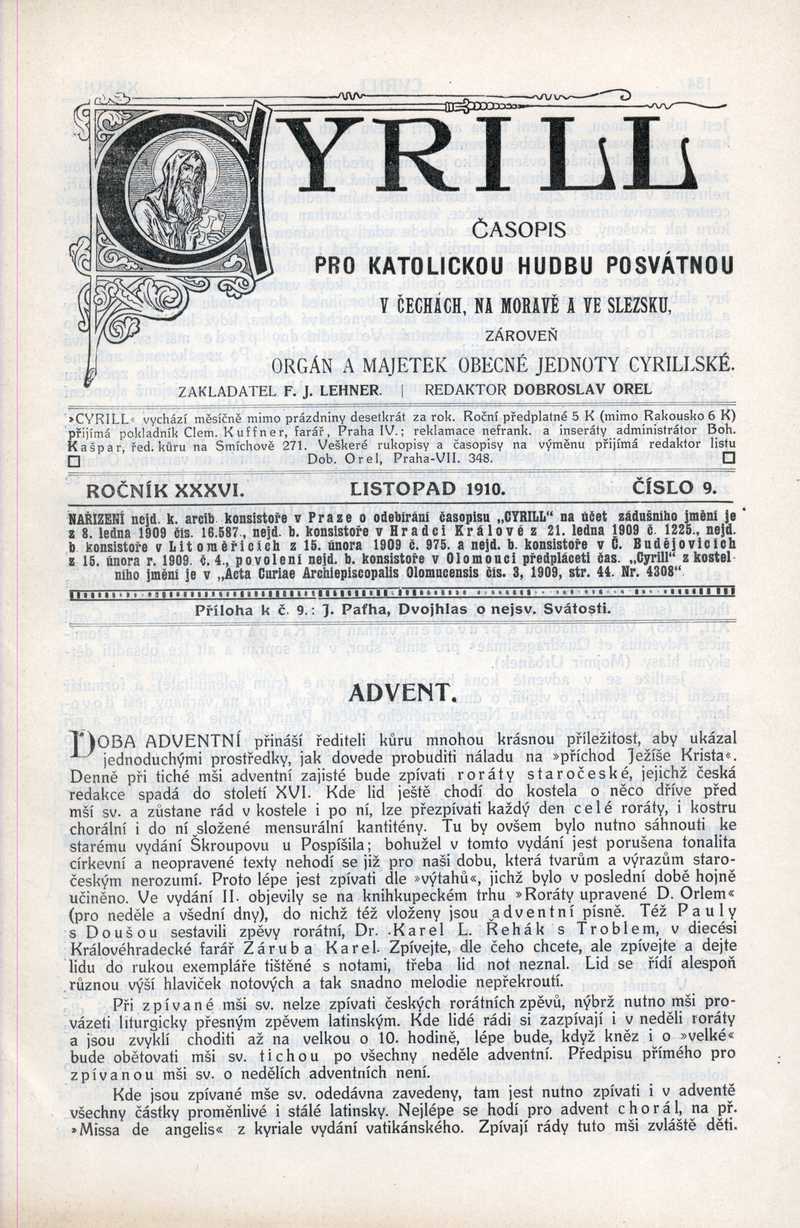 CYRILL
ČASOPIS
PRO KATOLICKOU HUDBU POSVÁTNOU
V ČECHÁCH, NA MORAVĚ A VE SLEZSKU,
ZÁROVEŇ
ORGÁN A MAJETEK OBECNÉ JEDNOTY CYRILLSKÉ.
ZAKLADATEL F. J. LEHNER. | REDAKTOR DOBROSLAV OREL
»CYRILL« vychází měsíčně mimo prázdniny desetkrát za rok. Roční předplatné 5 K (mimo Rakousko 6 K)
přijímá pokladník Clem. Kuffner, farář, Praha IV.; reklamace nefrank. a inseráty administrátor Boh.
Kašpar, řed. kůru na Smíchově 271. Veškeré rukopisy a časopisy na výměnu přijímá redaktor listu
Dob. Orel, Praha-VII. 348.
ROČNÍK XXXVI. LISTOPAD 1910. ČÍSLO 9.
NAŘÍZENÍ nejd. k. arcib. konsistoře v Praze o odebírání časopisu „CYRILL“ na účet zádušního jmění je
z 8. ledna 1909 čís. 16.587., nejd. b. konsistoře v Hradci Králové z 21. ledna 1909 č. 1225., nejd.
b. konsistoře v Litoměřicích z 15. února 1909 č. 975. a nejd. b. konsistoře v Č. Budějovicích
z 15. února r. 1909. č. 4., povolení nejd. b. konsistoře v Olomouci předpláceti čas. „Cyrill“ z kostel-
ního jmění je v „Acta Curiae Archiepiscopalis Olomucensis čís. 3, 1909, str. 44. Nr. 4308“.
Příloha k č. 9.: J. Paťha, Dvojhlas o nejsv. Svátosti.
ADVENT.
DOBA ADVENTNÍ přináší řediteli kůru mnohou krásnou příležitost, aby ukázal
jednoduchými prostředky, jak dovede probuditi náladu na »příchod Ježíše Krista«.
Denně při tiché mši adventní zajisté bude zpívati roráty staročeské, jejichž česká
redakce spadá do století XVI. Kde lid ještě chodí do kostela o něco dříve před
mší sv. a zůstane rád v kostele i po ní, lze přezpívati každý den celé roráty, i kostru
chorální i do ní složené mensurální kantitény. Tu by ovšem bylo nutno sáhnouti ke
starému vydání Škroupovu u Pospíšila; bohužel v tomto vydání jest porušena tonalita
církevní a neopravené texty nehodí se již pro naši dobu, která tvarům a výrazům staro-
českým nerozumí. Proto lépe jest zpívati dle »výtahů«, jichž bylo v poslední době hojně
učiněno. Ve vydání II. objevily se na knihkupeckém trhu »Roráty upravené D. Orlem«
(pro neděle a všední dny), do nichž též vloženy jsou adventní písně. Též Pauly
s Doušou sestavili zpěvy rorátní, Dr. Karel L. Řehák s Troblem, v diecési
Královéhradecké farář Záruba Karel. Zpívejte, dle čeho chcete, ale zpívejte a dejte
lidu do rukou exempláře tištěné s notami, třeba lid not neznal. Lid se řídí alespoň
různou výší hlaviček notových a tak snadno melodie nepřekroutí.
Při zpívané mši sv. nelze zpívati českých rorátních zpěvů, nýbrž nutno mši pro-
vázeti liturgicky přesným zpěvem latinským. Kde lidé rádi si zazpívají i v neděli roráty
a jsou zvyklí choditi až na velkou o 10. hodině, lépe bude, když kněz i o »velké«
bude obětovati mši sv. tichou po všechny neděle adventní. Předpisu přímého pro
zpívanou mši sv. o nedělích adventních není.
Kde jsou zpívané mše sv. odedávna zavedeny, tam jest nutno zpívati i v adventě
všechny částky proměnlivé i stálé latinsky. Nejlépe se hodí pro advent chorál, na př.
»Missa de angelis« z kyriale vydání vatikánského. Zpívají rády tuto mši zvláště děti.